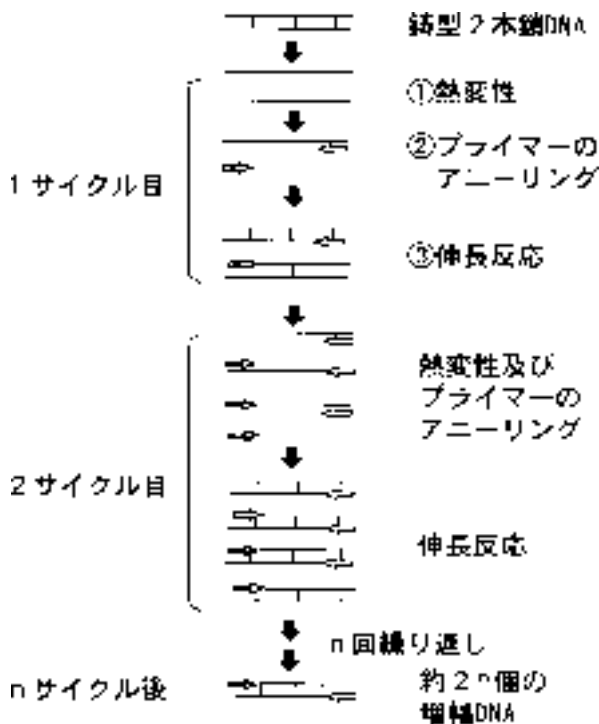 鋳型２本鎖DNA
①熱変性
②プライマーの
アニーリング
1サイクル目
③伸長反応
熱変性及び
プライマーの
アニーリング
2サイクル目
伸長反応
n回繰り返し
nサイクル後
約2ⁿ個の
増幅DNA